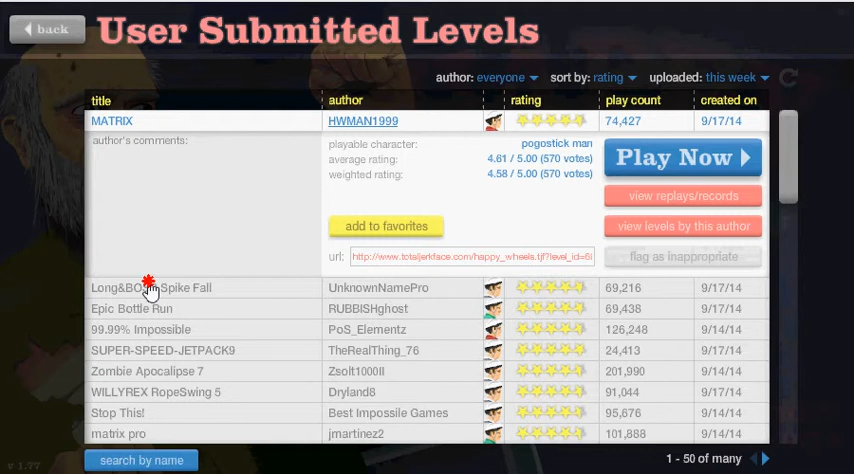 back
User Submitted Levels
author: everyone sort by: rating uploaded: this week
title author rating play count created on
MATRIX HWMAN1999 74,427 9/17/14
author's comments:
playable character: pogostick man
average rating: 4.61 / 5.00 (570 votes)
weighted rating: 4.58 / 5.00 (570 votes)
Play Now
view replays/records
add to favorites
view levels by this author
url: http://www.totaljerkface.com/happy_wheels.tjf?level_id=6
flag as inappropriate
Long&BO Spike Fall UnknownNamePro 69,216 9/17/14
Epic Bottle Run RUBBISHghost 69,438 9/17/14
99.99% Impossible PoS_Elementz 126,248 9/14/14
SUPER-SPEED-JETPACK9 TheRealThing_76 24,413 9/17/14
Zombie Apocalipse 7 Zsolt1000II 201,990 9/14/14
WILLYREX RopeSwing 5 Dryland8 91,044 9/17/14
Stop This! Best Impossile Games 95,676 9/14/14
matrix pro jmartinez2 101,888 9/14/14
search by name
1 - 50 of many
v 1.77